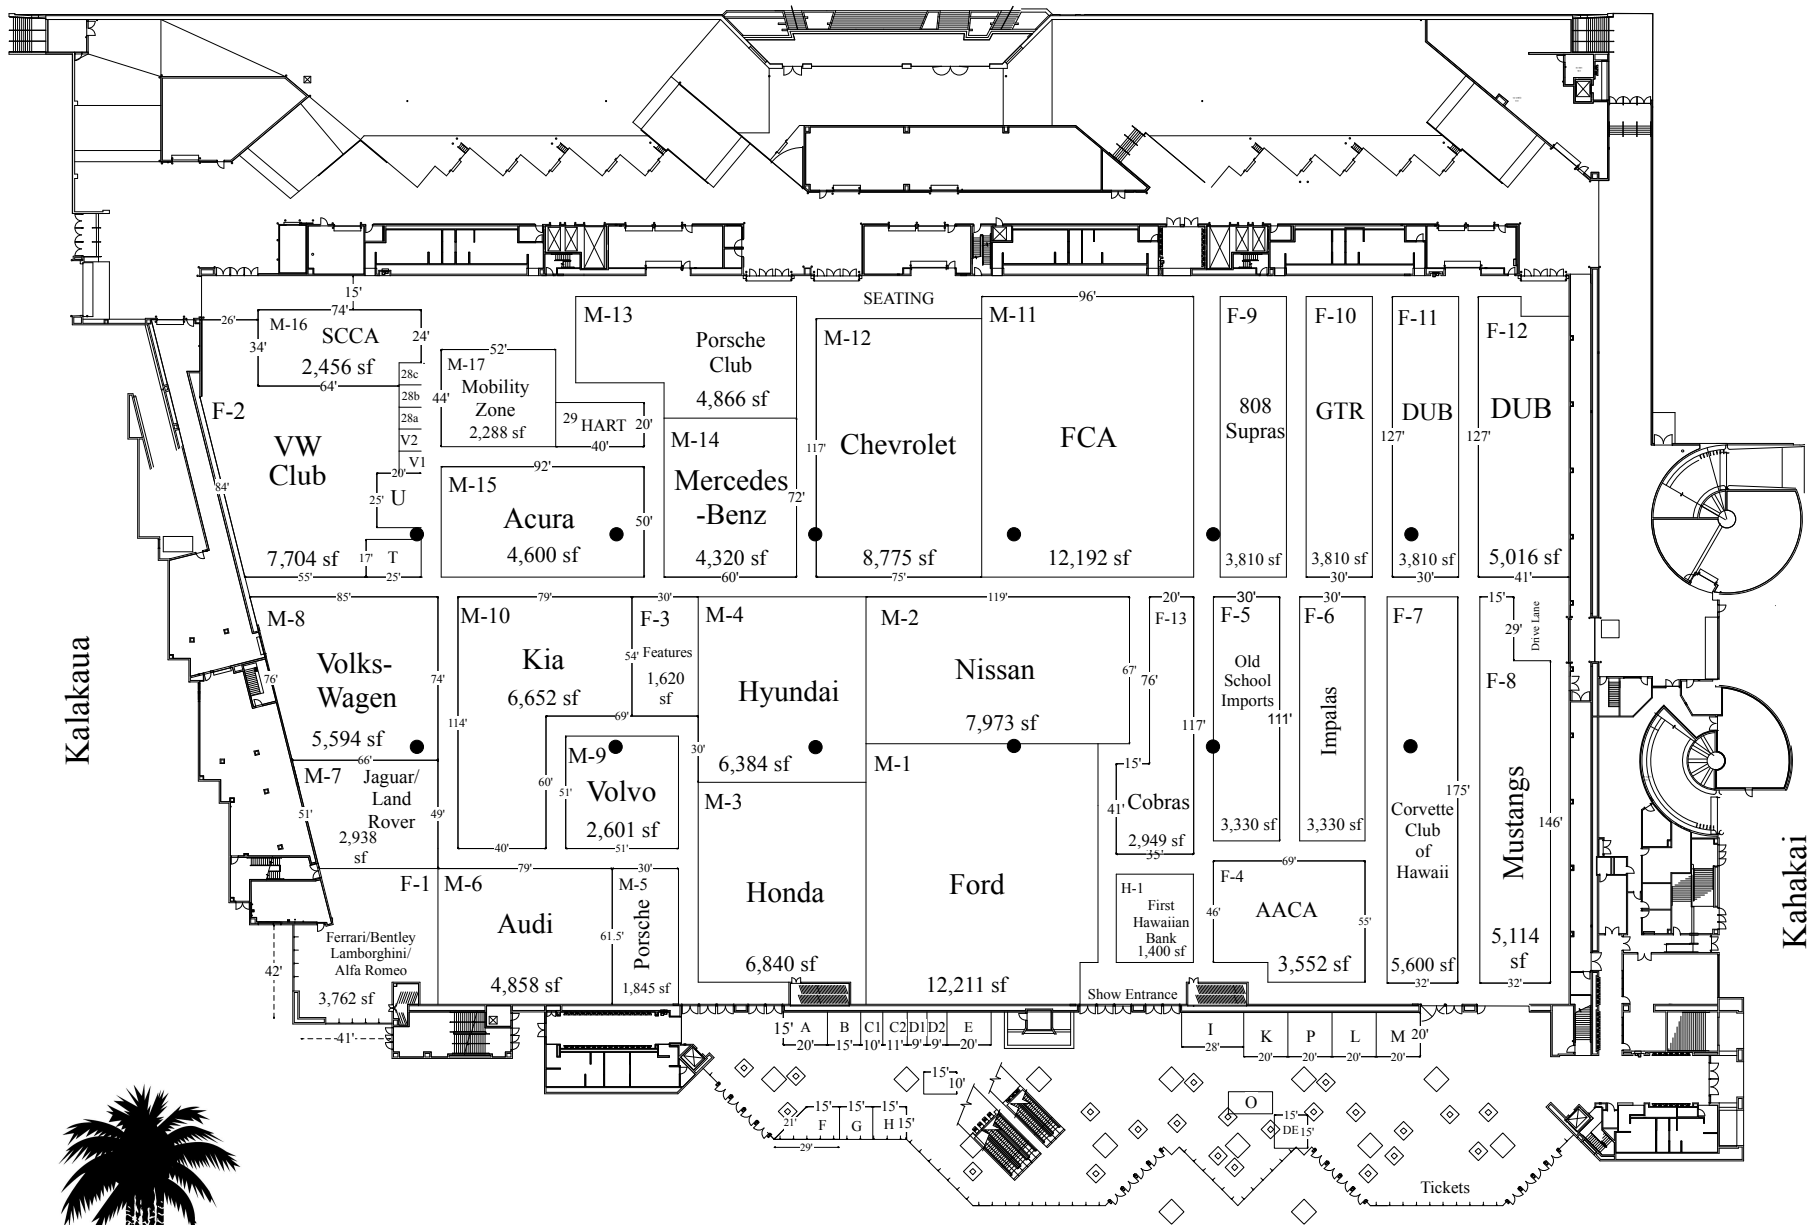 SEATING
15'
74'
26'
M-16
SCCA
2,456 sf
34'
24'
64'
28c
28b
28a
V2
V1
20'
F-2
VW
Club
7,704 sf
84'
55'
25'
U
17'
T
25'
52'
M-17
Mobility
Zone
2,288 sf
44'
29
HART
20'
40'
M-13
Porsche
Club
4,866 sf
M-14
Mercedes
-Benz
4,320 sf
72'
60'
92'
M-15
Acura
4,600 sf
50'
M-12
Chevrolet
8,775 sf
117'
75'
96'
M-11
FCA
12,192 sf
F-9
808
Supras
3,810 sf
F-10
GTR
3,810 sf
30'
F-11
DUB
3,810 sf
127'
30'
F-12
DUB
5,016 sf
127'
41'
85'
M-8
Volks-
Wagen
5,594 sf
76'
74'
66'
M-7
Jaguar/
Land
Rover
2,938
sf
51'
49'
79'
M-10
Kia
6,652 sf
114'
60'
40'
69'
30'
F-3
Features
1,620
sf
54'
30'
M-9
Volvo
2,601 sf
51'
51'
M-4
Hyundai
6,384 sf
M-3
Honda
6,840 sf
119'
M-2
Nissan
7,973 sf
67'
M-1
Ford
12,211 sf
20'
F-13
76'
117'
15'
41'
Cobras
2,949 sf
35'
30'
F-5
Old
School
Imports
111'
3,330 sf
30'
F-6
Impalas
3,330 sf
F-7
Corvette
Club
of
Hawaii
175'
5,600 sf
32'
15'
29'
Drive Lane
F-8
Mustangs
146'
5,114
sf
32'
F-1
Ferrari/Bentley
Lamborghini/
Alfa Romeo
3,762 sf
42'
41'
79'
M-6
Audi
4,858 sf
61.5'
30'
M-5
Porsche
1,845 sf
H-1
First
Hawaiian
Bank
1,400 sf
69'
F-4
AACA
46'
55'
3,552 sf
Show Entrance
15'
A
20'
B
15'
C1
10'
C2
11'
D1
9'
D2
9'
E
20'
I
28'
K
20'
P
20'
L
20'
M
20'
20'
15'
10'
21'
15'
F
29'
15'
G
15'
H
15'
O
15'
DE
15'
Tickets
Kalakaua
Kahakai